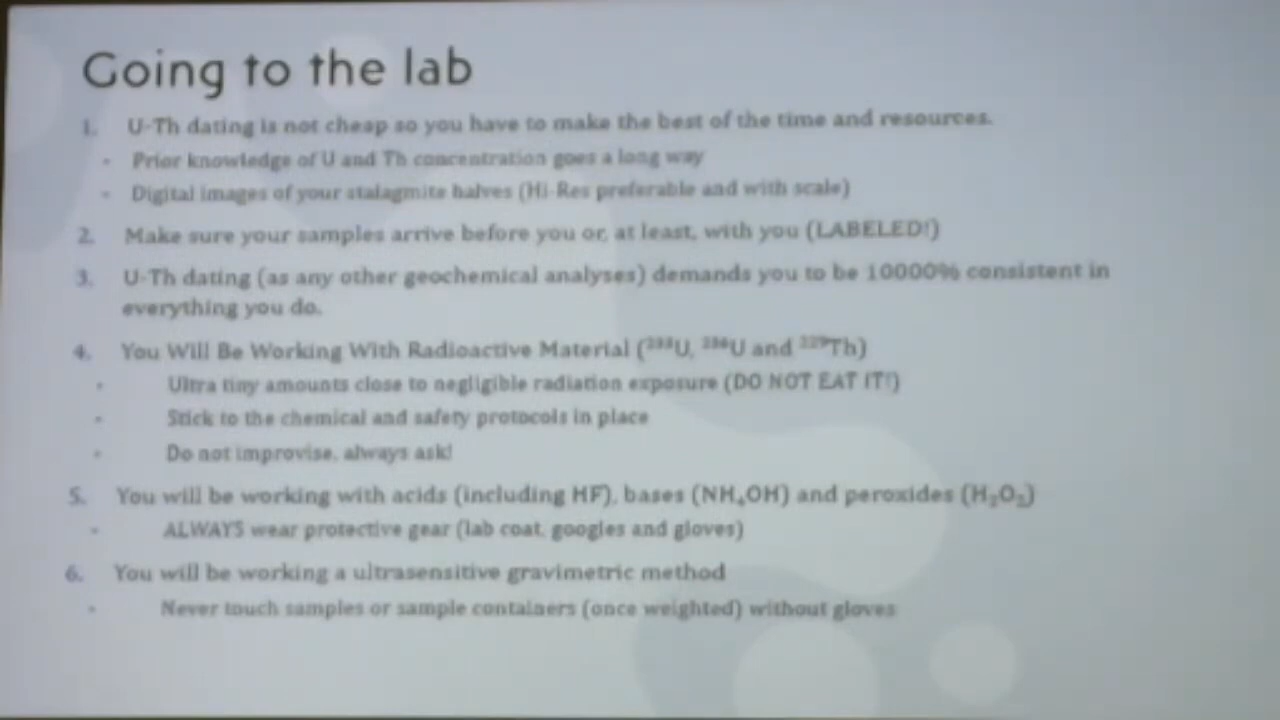 Going to the lab
1. U-Th dating is not cheap so you have to make the best of the time and resources.
- Prior knowledge of U and Th concentration goes a long way
- Digital images of your stalagmite halves (Hi-Res preferable and with scale)
2. Make sure your samples arrive before you or, at least, with you (LABELED!)
3. U-Th dating (as any other geochemical analyses) demands you to be 10000% consistent in
everything you do.
4. You Will Be Working With Radioactive Material (U, U and ²²⁹Th)
- Ultra tiny amounts close to negligible radiation exposure (DO NOT EAT IT!)
- Stick to the chemical and safety protocols in place
- Do not improvise, always ask!
5. You will be working with acids (including HF), bases (NH₄OH) and peroxides (H₂O₂)
- ALWAYS wear protective gear (lab coat, googles and gloves)
6. You will be working a ultrasensitive gravimetric method
- Never touch samples or sample containers (once weighted) without gloves